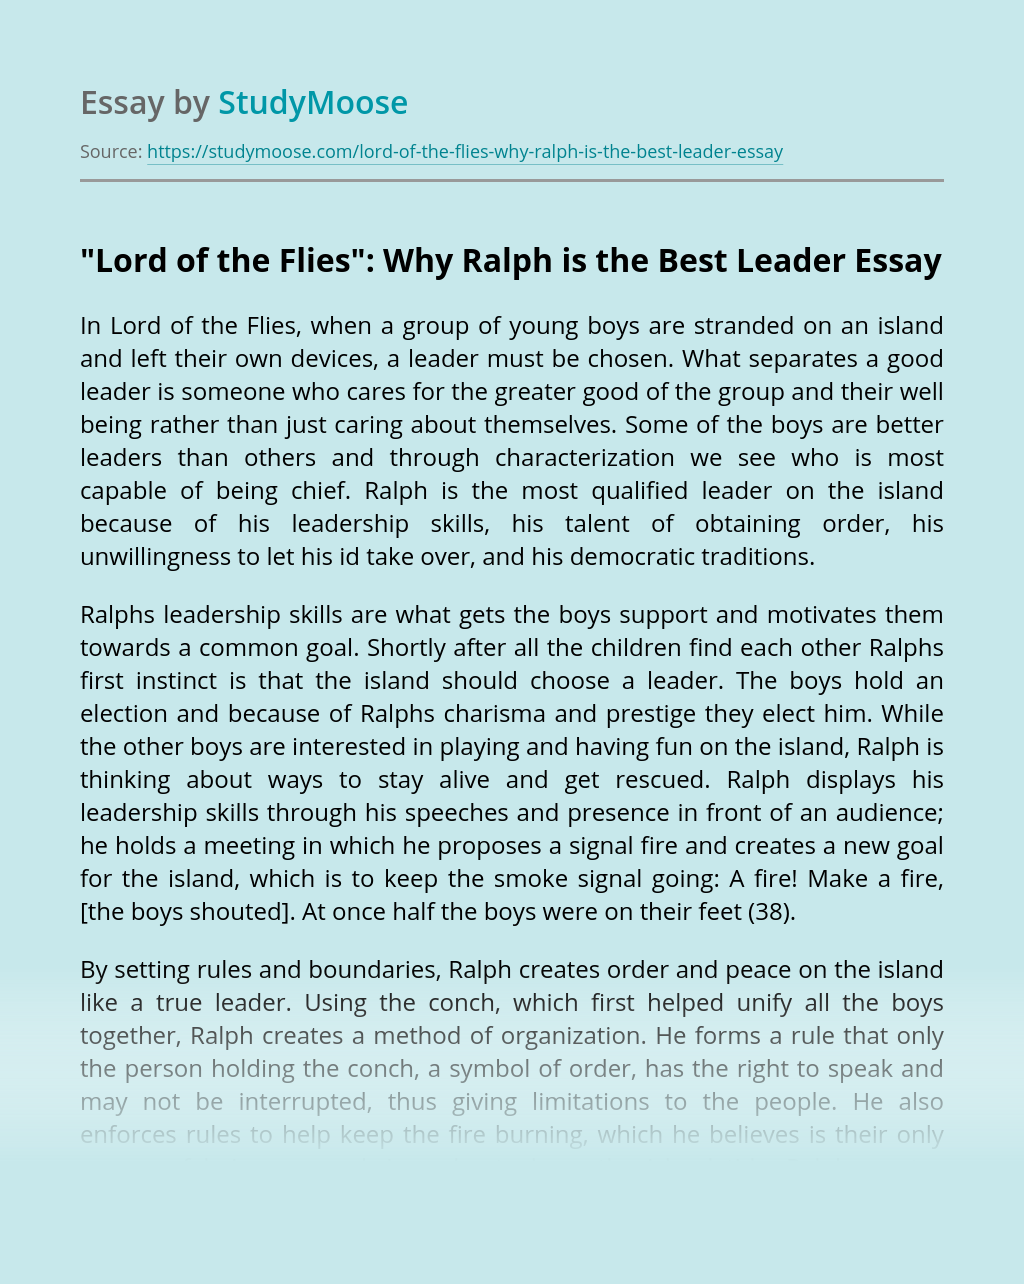 Essay by StudyMoose
Source: https://studymoose.com/lord-of-the-flies-why-ralph-is-the-best-leader-essay
"Lord of the Flies": Why Ralph is the Best Leader Essay
In Lord of the Flies, when a group of young boys are stranded on an island
and left their own devices, a leader must be chosen. What separates a good
leader is someone who cares for the greater good of the group and their well
being rather than just caring about themselves. Some of the boys are better
leaders than others and through characterization we see who is most
capable of being chief. Ralph is the most qualified leader on the island
because of his leadership skills, his talent of obtaining order, his
unwillingness to let his id take over, and his democratic traditions.
Ralphs leadership skills are what gets the boys support and motivates them
towards a common goal. Shortly after all the children find each other Ralphs
first instinct is that the island should choose a leader. The boys hold an
election and because of Ralphs charisma and prestige they elect him. While
the other boys are interested in playing and having fun on the island, Ralph is
thinking about ways to stay alive and get rescued. Ralph displays his
leadership skills through his speeches and presence in front of an audience;
he holds a meeting in which he proposes a signal fire and creates a new goal
for the island, which is to keep the smoke signal going: A fire! Make a fire,
[the boys shouted]. At once half the boys were on their feet (38).
By setting rules and boundaries, Ralph creates order and peace on the island
like a true leader. Using the conch, which first helped unify all the boys
together, Ralph creates a method of organization. He forms a rule that only
the person holding the conch, a symbol of order, has the right to speak and
may not be interrupted, thus giving limitations to the people. He also
enforces rules to help keep the fire burning, which he believes is their only